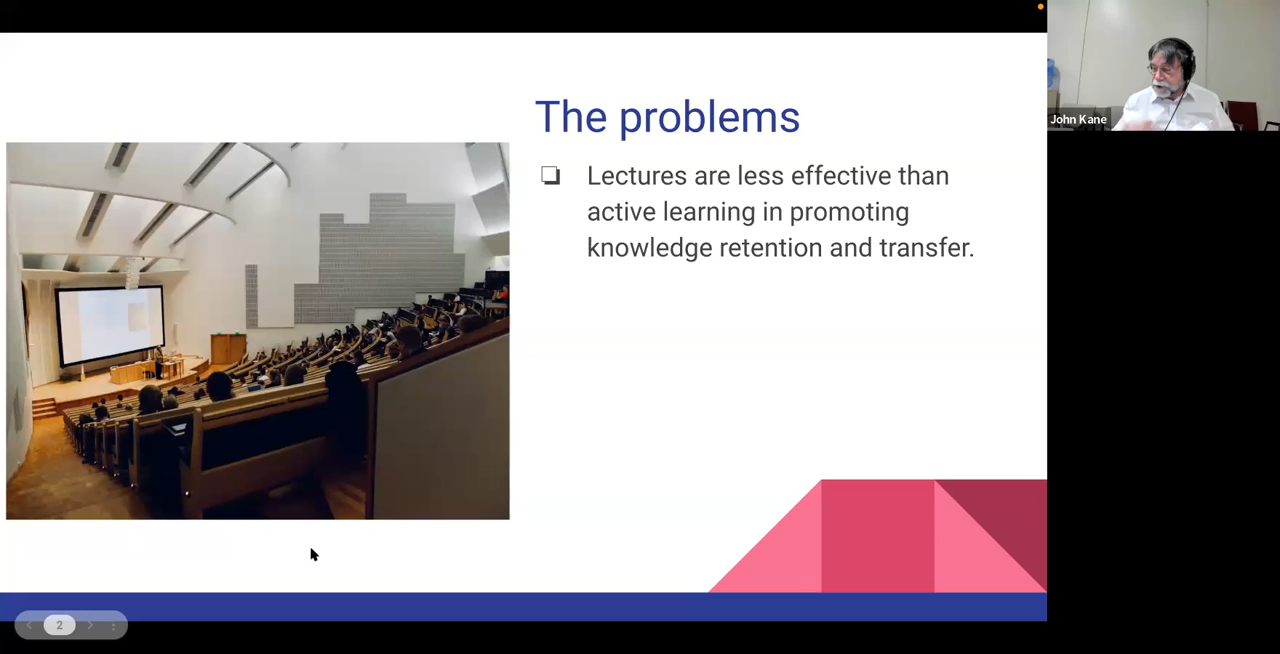 The problems
❏ Lectures are less effective than
active learning in promoting
knowledge retention and transfer.
John Kane
2